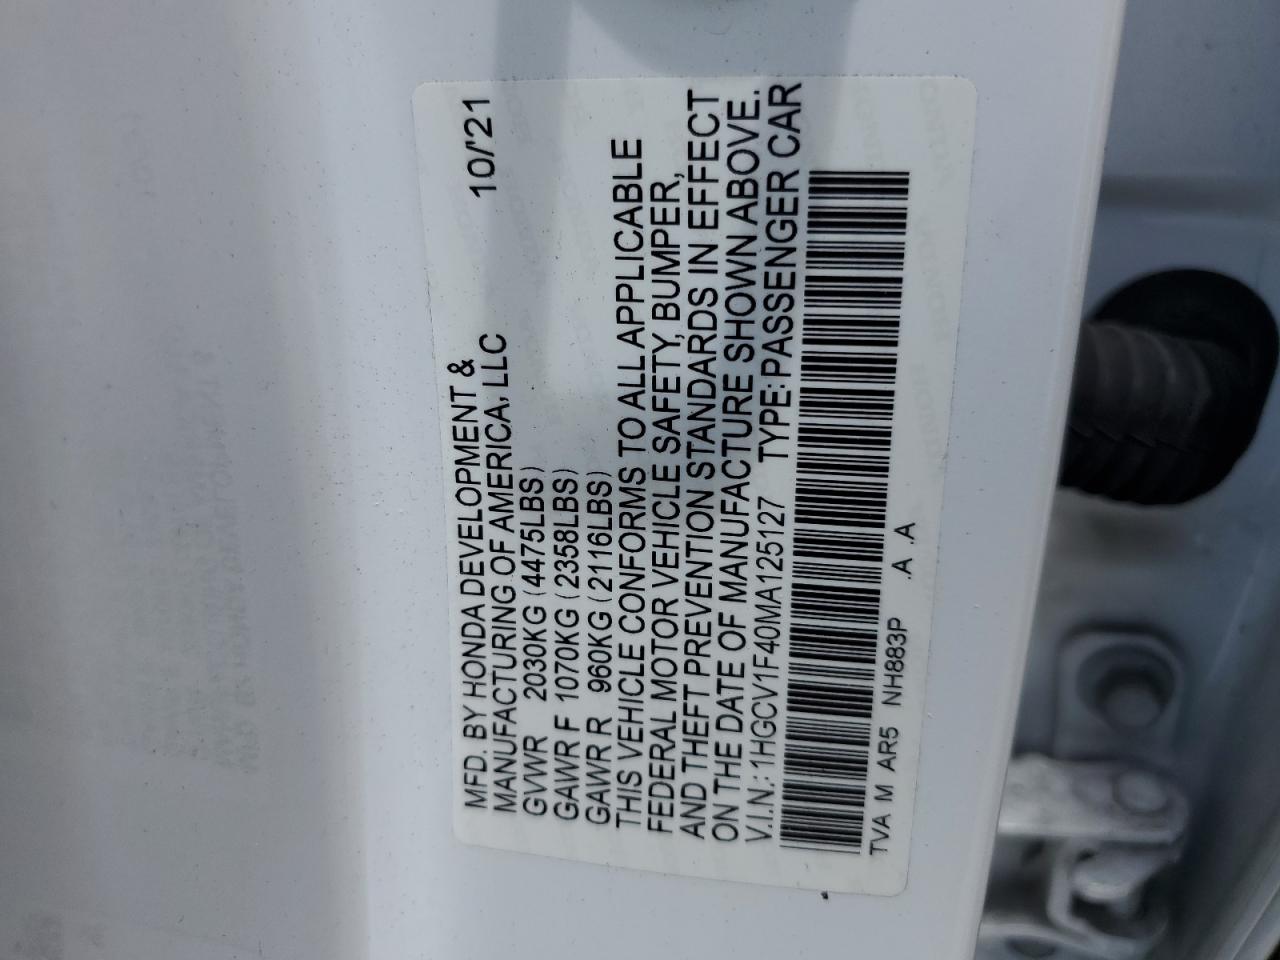 MFD. BY HONDA DEVELOPMENT &
MANUFACTURING OF AMERICA, LLC 10/'21
GVWR 2030KG (4475LBS)
GAWR F 1070KG (2358LBS)
GAWR R 960KG (2116LBS)
THIS VEHICLE CONFORMS TO ALL APPLICABLE
FEDERAL MOTOR VEHICLE SAFETY, BUMPER,
AND THEFT PREVENTION STANDARDS IN EFFECT
ON THE DATE OF MANUFACTURE SHOWN ABOVE.
V.I.N.: 1HGCV1F40MA125127 TYPE: PASSENGER CAR
TVA M AR5 NH883P .A .A